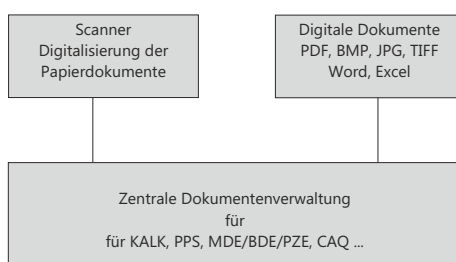 Scanner
Digitalisierung der
Papierdokumente
Digitale Dokumente
PDF, BMP, JPG, TIFF
Word, Excel
Zentrale Dokumentenverwaltung
für
für KALK, PPS, MDE/BDE/PZE, CAQ ...